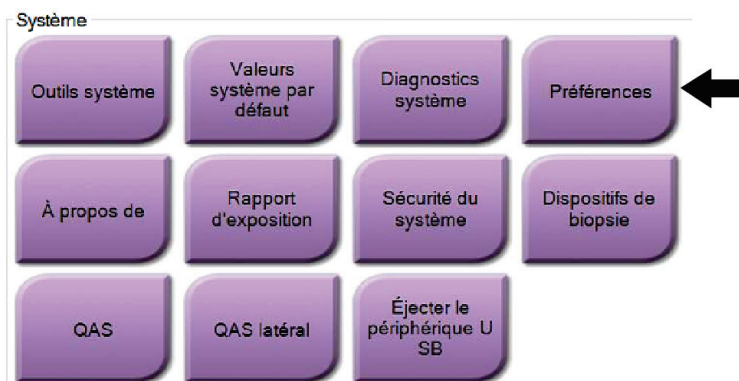 Système
Outils système
Valeurs
système par
défaut
Diagnostics
système
Préférences
À propos de
Rapport
d'exposition
Sécurité du
système
Dispositifs de
biopsie
QAS
QAS latéral
Éjecter le
périphérique U
SB